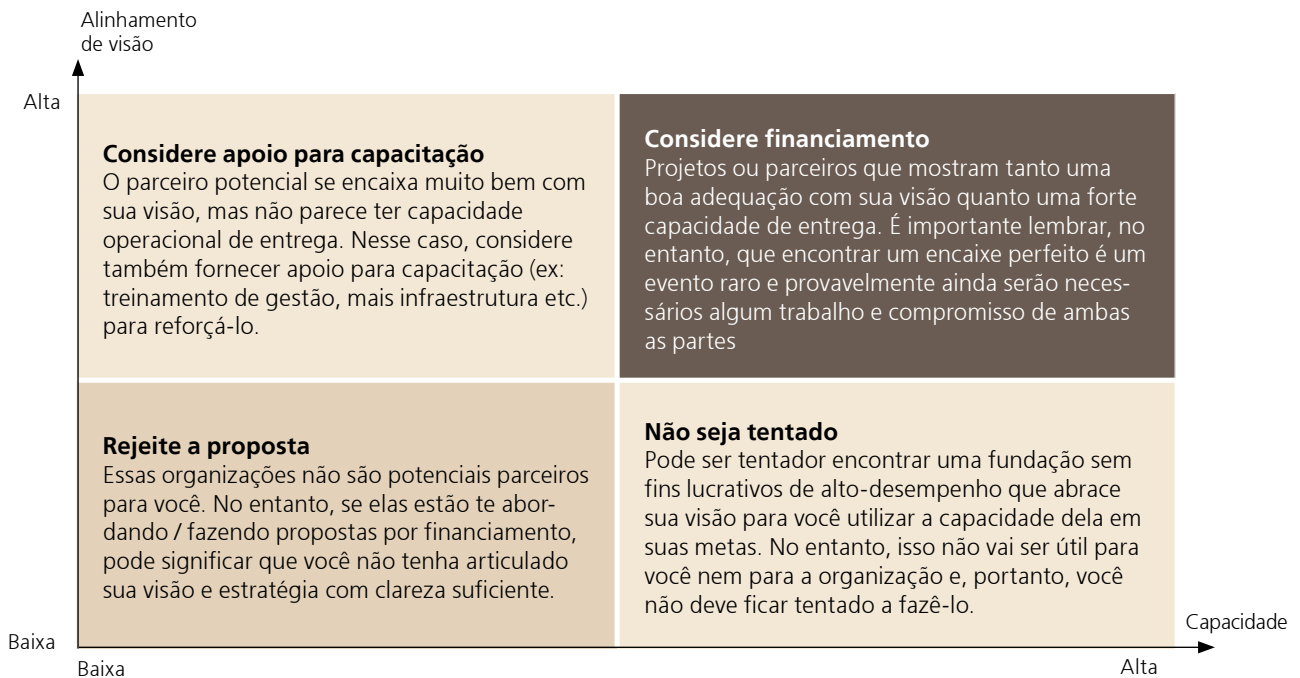 Alinhamento
de visão
Alta
Considere apoio para capacitação
O parceiro potencial se encaixa muito bem com
sua visão, mas não parece ter capacidade
operacional de entrega. Nesse caso, considere
também fornecer apoio para capacitação (ex:
treinamento de gestão, mais infraestrutura etc.)
para reforçá-lo.
Considere financiamento
Projetos ou parceiros que mostram tanto uma
boa adequação com sua visão quanto uma forte
capacidade de entrega. É importante lembrar, no
entanto, que encontrar um encaixe perfeito é um
evento raro e provavelmente ainda serão neces-
sários algum trabalho e compromisso de ambas
as partes
Rejeite a proposta
Essas organizações não são potenciais parceiros
para você. No entanto, se elas estão te abor-
dando / fazendo propostas por financiamento,
pode significar que você não tenha articulado
sua visão e estratégia com clareza suficiente.
Não seja tentado
Pode ser tentador encontrar uma fundação sem
fins lucrativos de alto-desempenho que abrace
sua visão para você utilizar a capacidade dela em
suas metas. No entanto, isso não vai ser útil para
você nem para a organização e, portanto, você
não deve ficar tentado a fazê-lo.
Baixa
Capacidade
Baixa
Alta